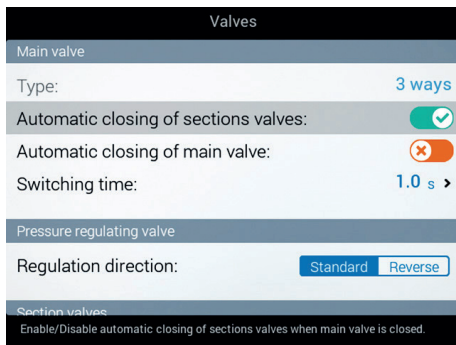 Valves
Main valve
Type: 3 ways
Automatic closing of sections valves:
Automatic closing of main valve:
Switching time: 1.0 s >
Pressure regulating valve
Regulation direction: Standard Reverse
Section valves
Enable/Disable automatic closing of sections valves when main valve is closed.